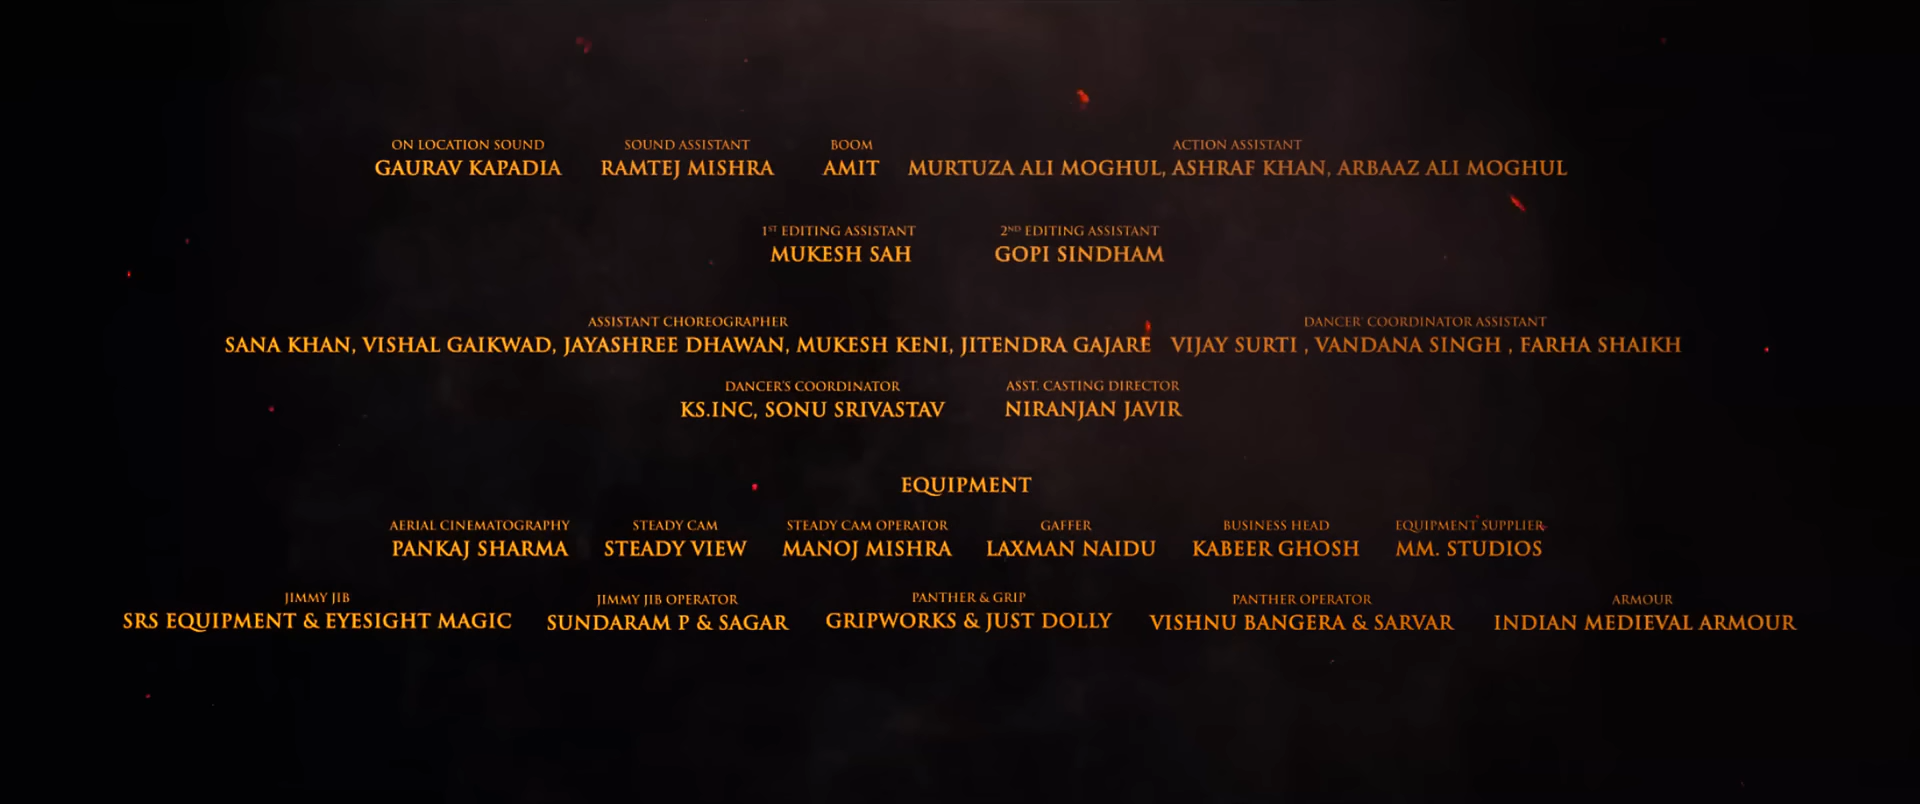 ON LOCATION SOUND SOUND ASSISTANT BOOM ACTION ASSISTANT
GAURAV KAPADIA RAMTEJ MISHRA AMIT MURTUZA ALI MOGHUL, ASHRAF KHAN, ARBAAZ ALI MOGHUL
1ST EDITING ASSISTANT 2ND EDITING ASSISTANT
MUKESH SAH GOPI SINDHAM
ASSISTANT CHOREOGRAPHER DANCER' COORDINATOR ASSISTANT
SANA KHAN, VISHAL GAIKWAD, JAYASHREE DHAWAN, MUKESH KENI, JITENDRA GAJARE VIJAY SURTI , VANDANA SINGH , FARHA SHAIKH
DANCER'S COORDINATOR ASST. CASTING DIRECTOR
KS.INC, SONU SRIVASTAV NIRANJAN JAVIR
EQUIPMENT
AERIAL CINEMATOGRAPHY STEADY CAM STEADY CAM OPERATOR GAFFER BUSINESS HEAD EQUIPMENT SUPPLIER
PANKAJ SHARMA STEADY VIEW MANOJ MISHRA LAXMAN NAIDU KABEER GHOSH MM. STUDIOS
JIMMY JIB JIMMY JIB OPERATOR PANTHER & GRIP PANTHER OPERATOR ARMOUR
SRS EQUIPMENT & EYESIGHT MAGIC SUNDARAM P & SAGAR GRIPWORKS & JUST DOLLY VISHNU BANGERA & SARVAR INDIAN MEDIEVAL ARMOUR